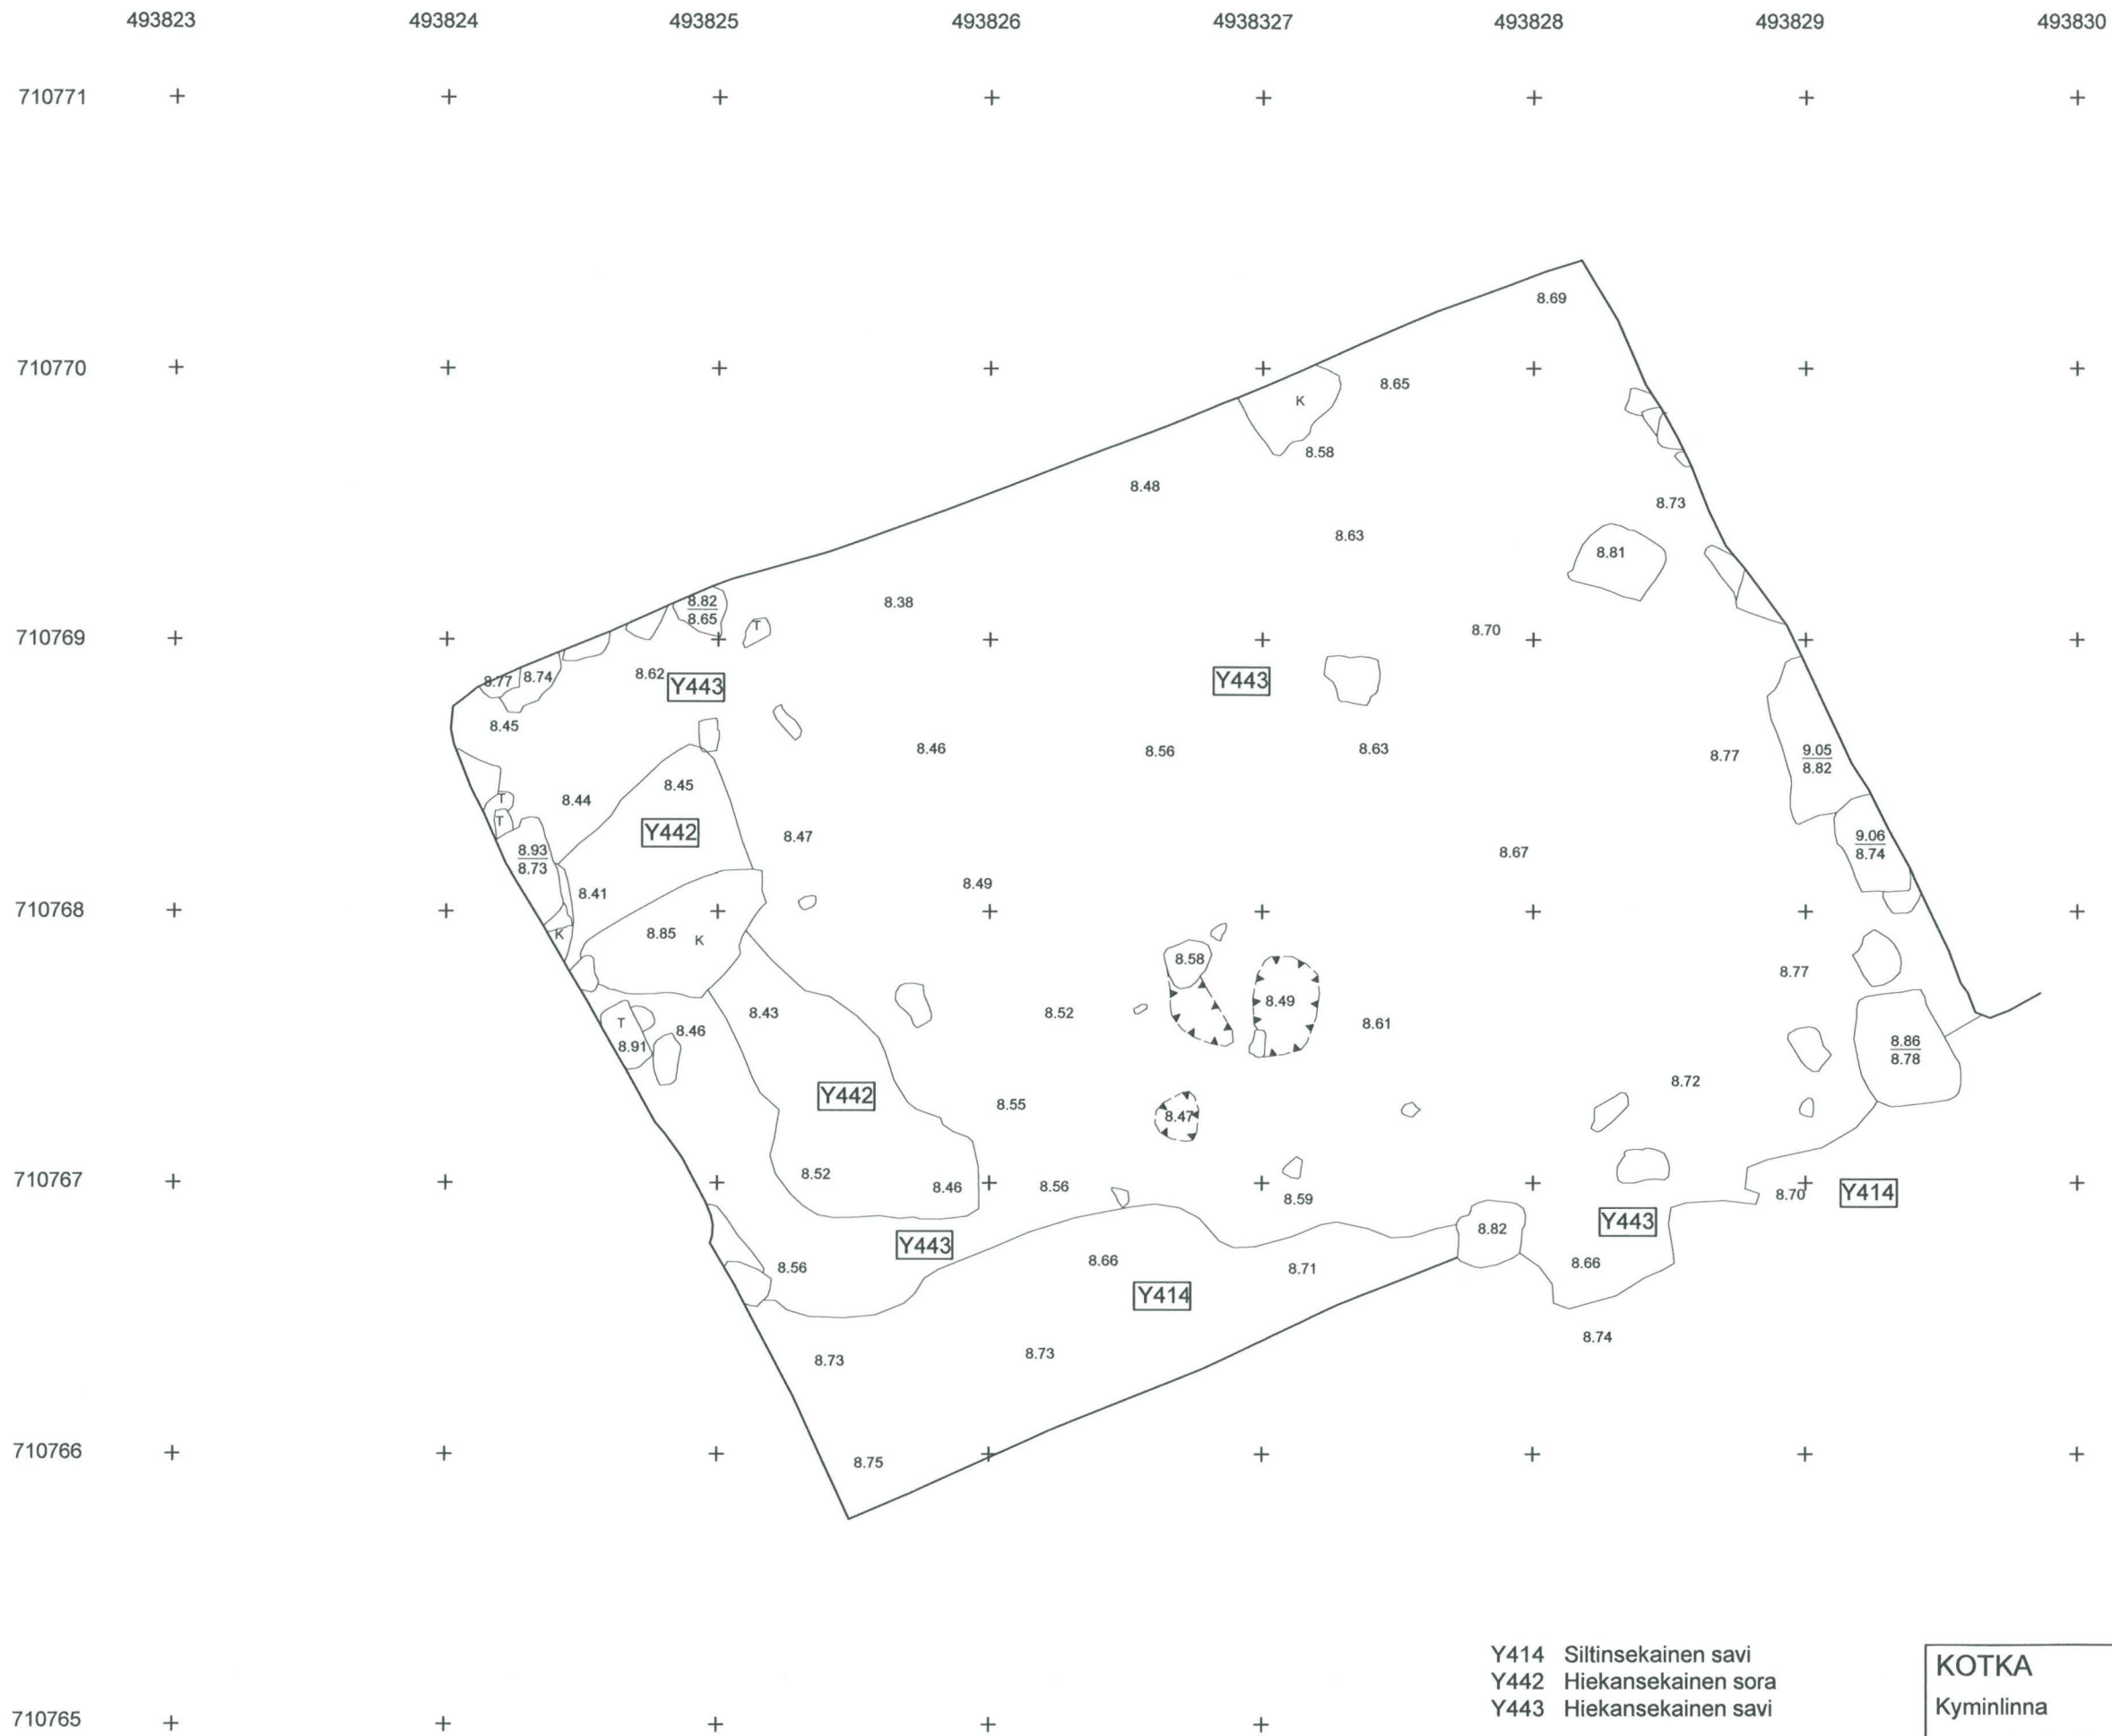 493823 493824 493825 493826 4938327 493828 493829 493830
710771
8.69
710770
8.65
K
8.58
8.48
8.73
8.63
8.81
8.82
8.38
8.65
T
8.70
710769
8.77 8.74 8.62 Y443 Y443
8.45
8.46 8.56 8.63 8.77 9.05
8.82
8.45
T 8.44
T
Y442 8.47 9.06
8.93 8.67 8.74
8.73
8.49
8.41
710768
K 8.85 K
8.58
8.77
8.49
8.43 8.52
T 8.46 8.61
8.91 8.86
8.78
8.72
Y442 8.55
8.47
710767
8.52 8.46 8.56 8.59 8.70 Y414
8.82 Y443
Y443
8.56 8.66 8.71 8.66
Y414
8.74
8.73 8.73
710766
8.75
Y414 Siltinsekainen savi
Y442 Hiekansekainen sora
Y443 Hiekansekainen savi
KOTKA
Kyminlinna
710765